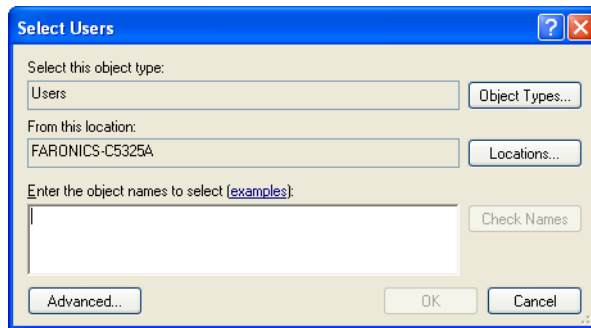 Select Users
Select this object type:
Users
Object Types...
From this location:
FARONICS-C5325A
Locations...
Enter the object names to select (examples):
Check Names
Advanced...
OK
Cancel